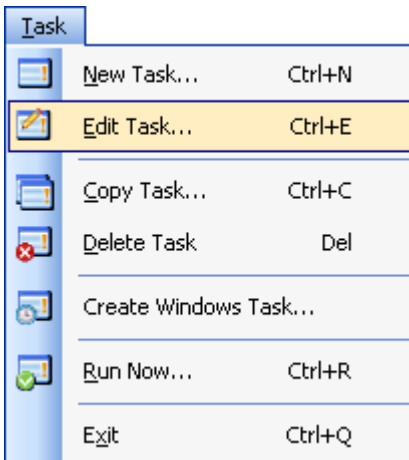 Task
New Task... Ctrl+N
Edit Task... Ctrl+E
Copy Task... Ctrl+C
Delete Task Del
Create Windows Task...
Run Now... Ctrl+R
Exit Ctrl+Q